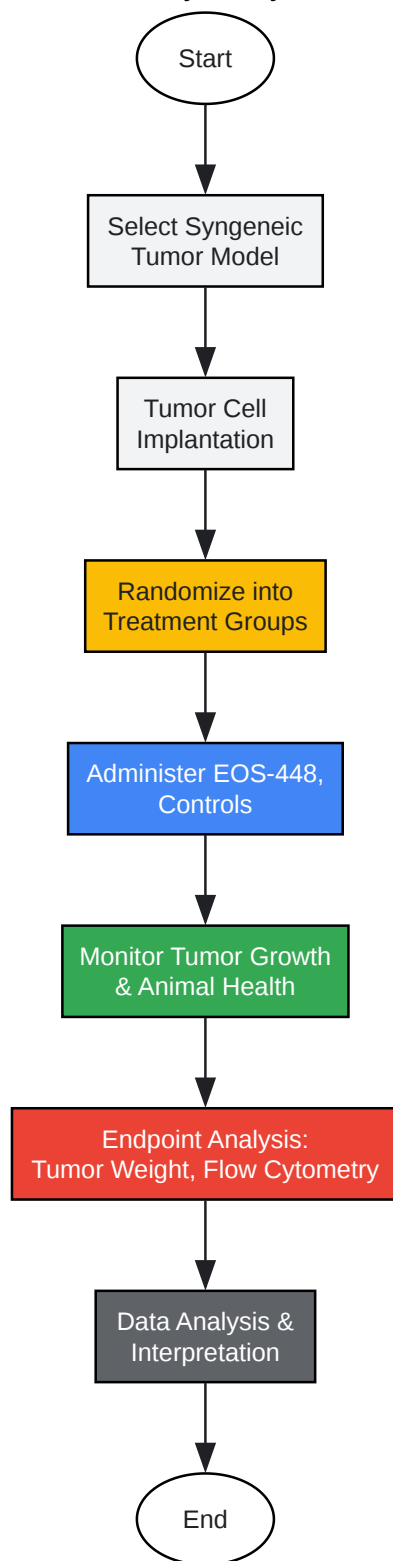 Start
Select Syngeneic
Tumor Model
Tumor Cell
Implantation
Randomize into
Treatment Groups
Administer EOS-448,
Controls
Monitor Tumor Growth
& Animal Health
Endpoint Analysis:
Tumor Weight, Flow Cytometry
Data Analysis &
Interpretation
End